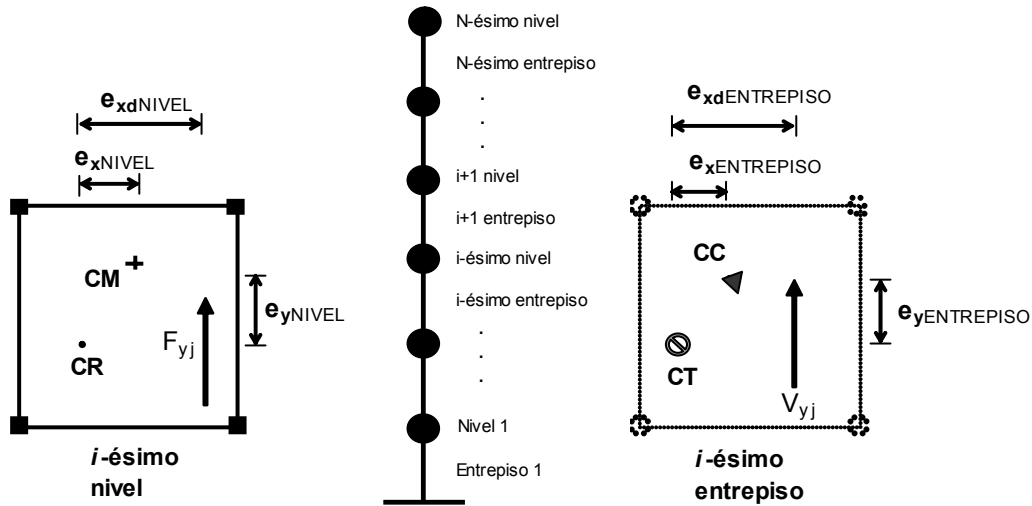 e_xdNIVEL
e_xNIVEL
CM
CR
F_yj
e_yNIVEL
i-ésimo
nivel
N-ésimo nivel
N-ésimo entrepiso
.
.
.
i+1 nivel
i+1 entrepiso
i-ésimo nivel
i-ésimo entrepiso
.
.
.
Nivel 1
Entrepiso 1
e_xdENTREPISO
e_xENTREPISO
CC
CT
V_yj
e_yENTREPISO
i-ésimo
entrepiso